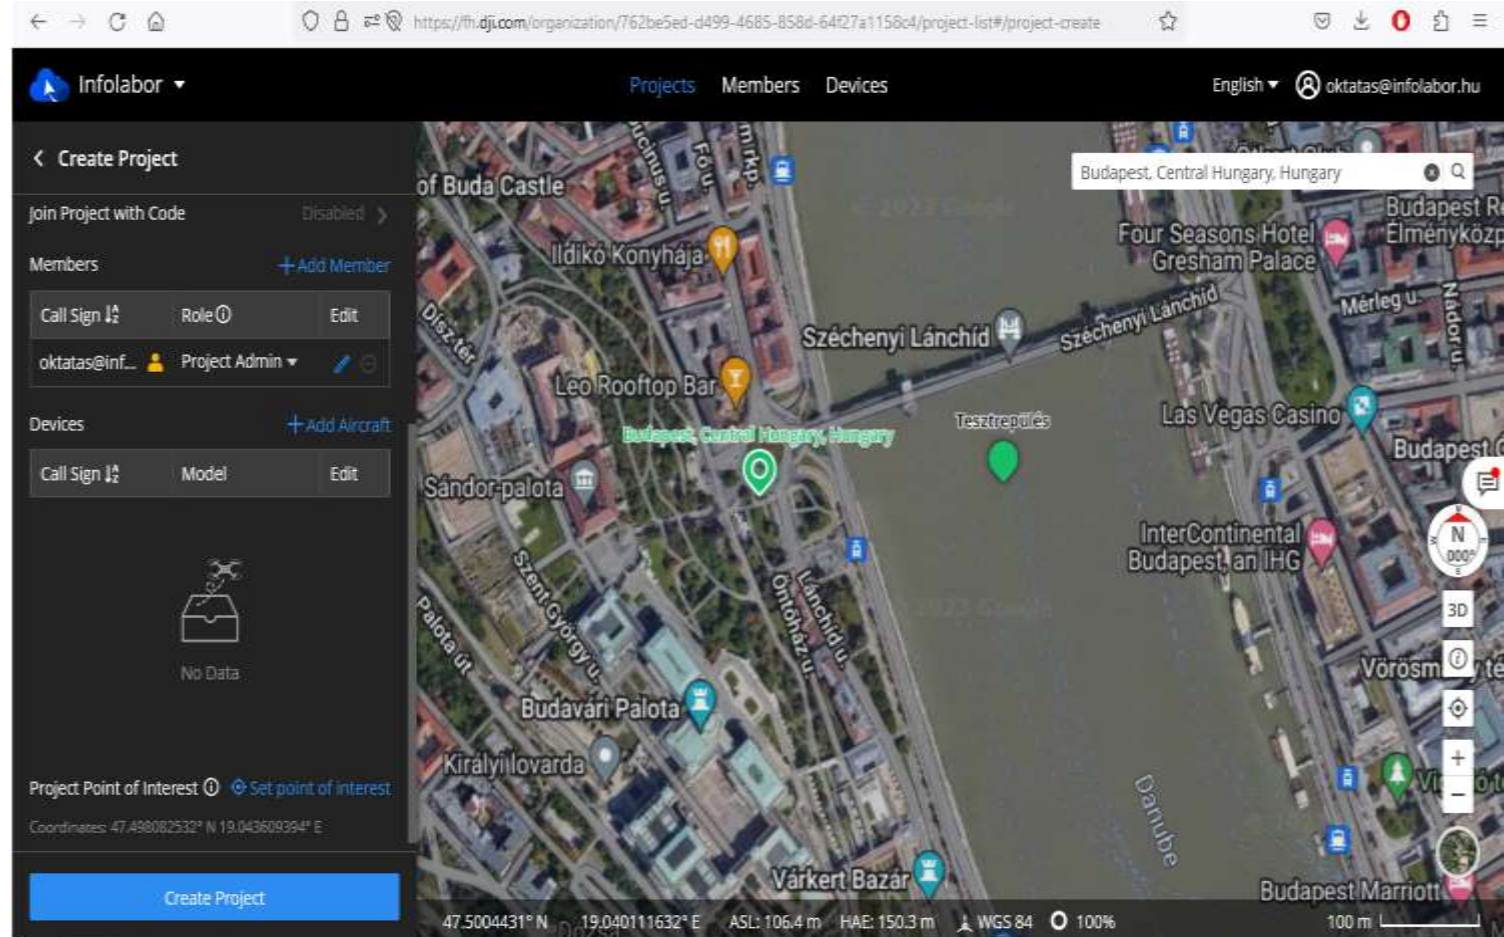 https://fh.dji.com/organization/762be5ed-d499-4685-858d-64f27a1158c4/project-list#/project-create
Infolabor
Projects Members Devices
English oktatas@infolabor.hu
Create Project
Join Project with Code Disabled
Members +Add Member
Call Sign Role Edit
oktatas@inf... Project Admin
Devices +Add Aircraft
Call Sign Model Edit
No Data
Project Point of Interest Set point of interest
Coordinates: 47.498082532° N 19.043609394° E
Create Project
Budapest, Central Hungary, Hungary
of Buda Castle
Fő u.
Ildikó Konyhája
Four Seasons Hotel
Gresham Palace
Budapest
Élményközp
Mérleg u.
Nádor u.
Dísz tér
Széchenyi Lánchíd
Széchenyi Lánchíd
Leo Rooftop Bar
Budapest, Central Hungary, Hungary
Tesztrepülés
Las Vegas Casino
Budapest
Sándor-palota
InterContinental
Budapest, an IHG
N
000°
3D
Szent György u.
Lánchíd u.
Öntőház u.
Palota út
Vörösm
Budavári Palota
Királyi lovarda
Danube
Várkert Bazár
Budapest Marriott
47.5004431° N 19.040111632° E ASL: 106.4 m HAE: 150.3 m WGS 84 100%
100 m